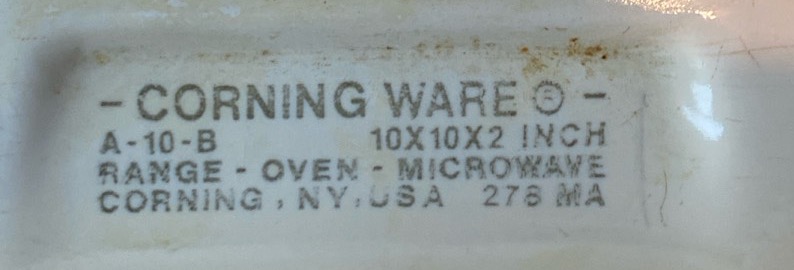 - CORNING WARE ® -
A-10-B 10X10X2 INCH
RANGE - OVEN - MICROWAVE
CORNING, NY, USA 278 MA